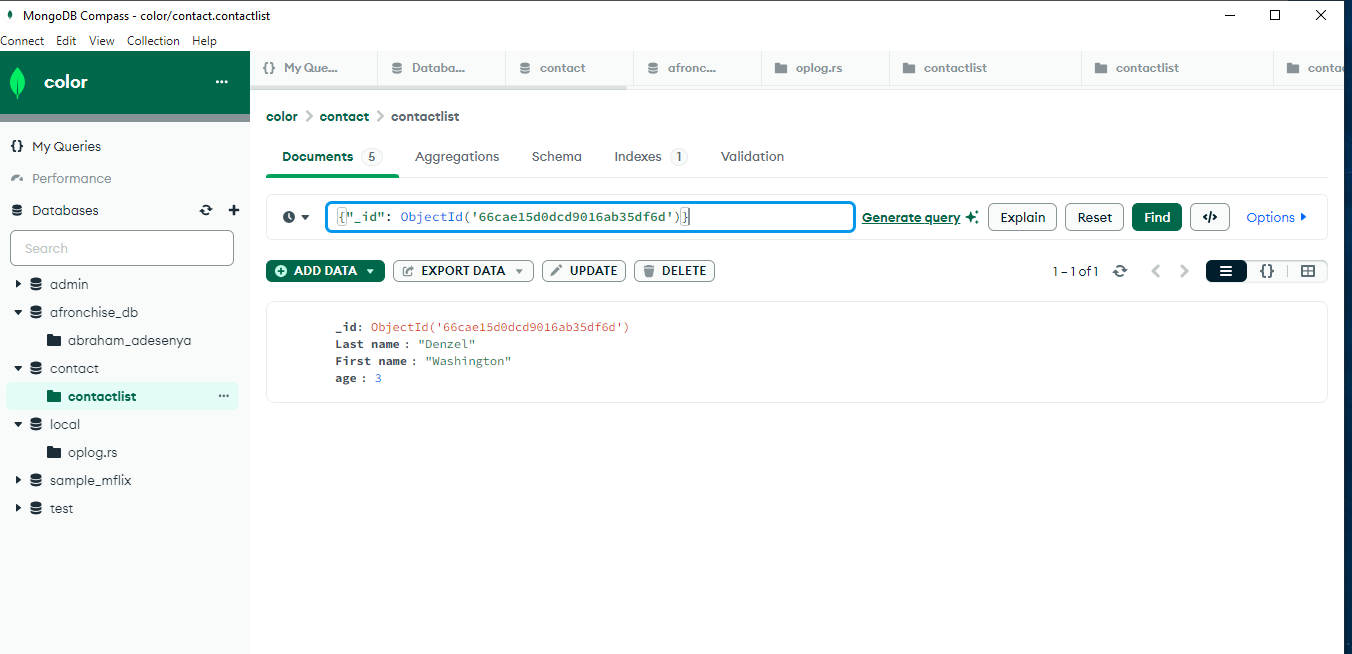 MongoDB Compass - color/contact.contactlist
Connect Edit View Collection Help
color
My Queries
Performance
Databases
Search
admin
afronchise_db
abraham_adesenya
contact
contactlist
local
oplog.rs
sample_mflix
test
{} My Que... Databa... contact afronc... oplog.rs contactlist contactlist conta
color > contact > contactlist
Documents 5 Aggregations Schema Indexes 1 Validation
{"_id": ObjectId('66cae15d0dcd9016ab35df6d')}
Generate query Explain Reset Find </> Options
ADD DATA EXPORT DATA UPDATE DELETE
1 – 1 of 1
{}
_id: ObjectId('66cae15d0dcd9016ab35df6d')
Last name : "Denzel"
First name : "Washington"
age : 3